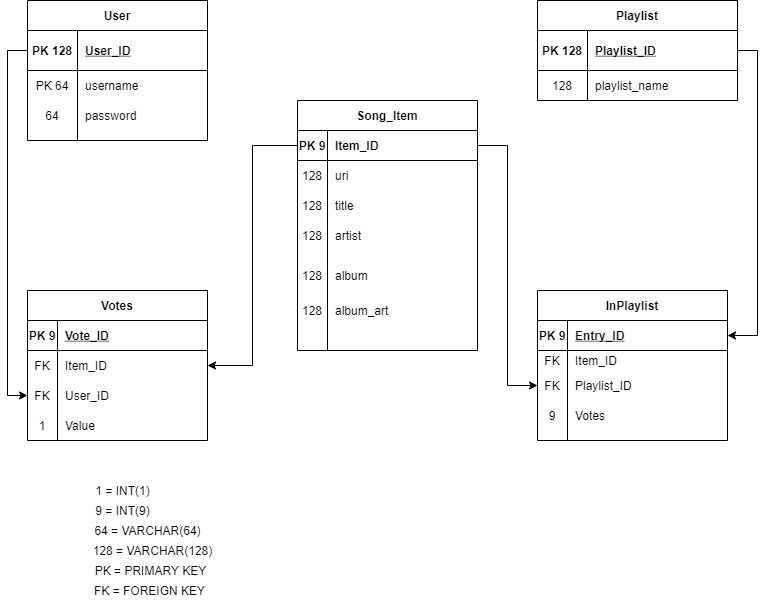 User
PK 128 User_ID
PK 64 username
64 password
Playlist
PK 128 Playlist_ID
128 playlist_name
Song_Item
PK 9 Item_ID
128 uri
128 title
128 artist
128 album
128 album_art
Votes
PK 9 Vote_ID
FK Item_ID
FK User_ID
1 Value
InPlaylist
PK 9 Entry_ID
FK Item_ID
FK Playlist_ID
9 Votes
1 = INT(1)
9 = INT(9)
64 = VARCHAR(64)
128 = VARCHAR(128)
PK = PRIMARY KEY
FK = FOREIGN KEY